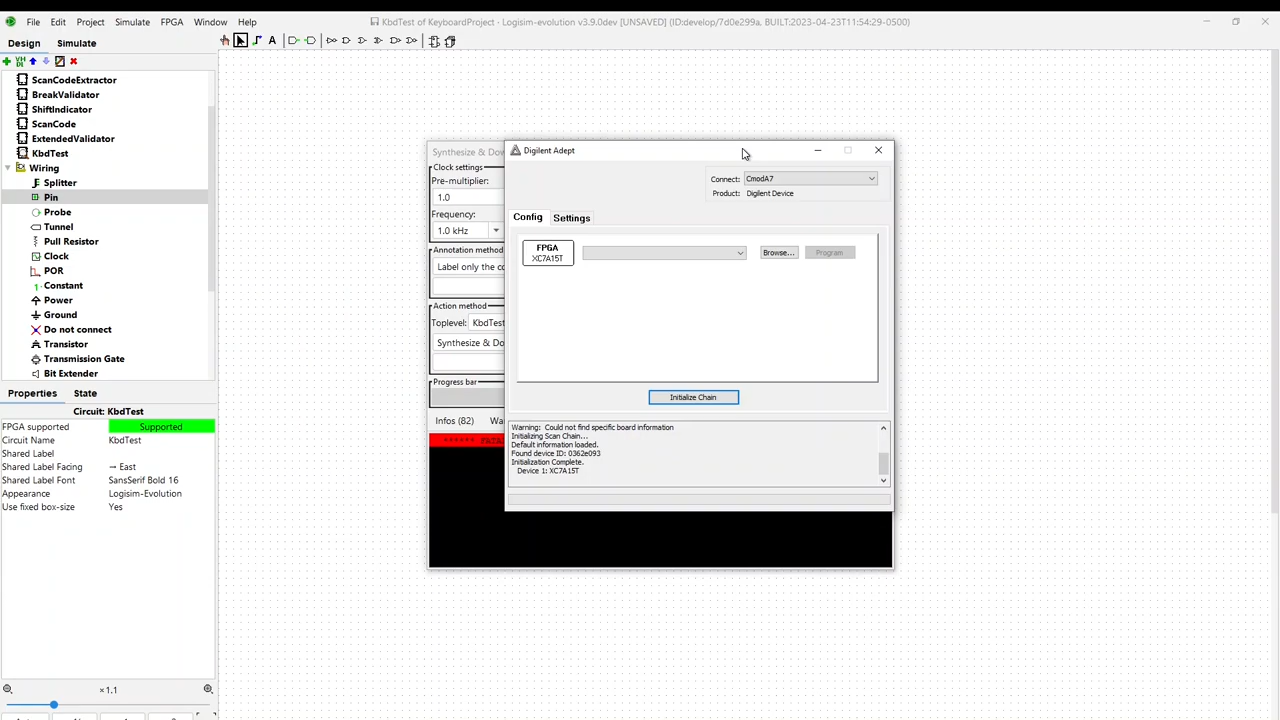 KbdTest of KeyboardProject - Logisim-evolution v3.9.0dev [UNSAVED] (ID:develop/7d0e299a, BUILT:2023-04-23T11:54:29-0500)
File Edit Project Simulate FPGA Window Help
Design Simulate
ScanCodeExtractor
BreakValidator
ShiftIndicator
ScanCode
ExtendedValidator
KbdTest
Wiring
Splitter
Pin
Probe
Tunnel
Pull Resistor
Clock
POR
Constant
Power
Ground
Do not connect
Transistor
Transmission Gate
Bit Extender
Properties State
Circuit: KbdTest
FPGA supported Supported
Circuit Name KbdTest
Shared Label
Shared Label Facing → East
Shared Label Font SansSerif Bold 16
Appearance Logisim-Evolution
Use fixed box-size Yes
×1.1
Synthesize & Do
Clock settings
Pre-multiplier:
1.0
Frequency:
1.0 kHz
Annotation method
Label only the co
Action method
Toplevel: KbdTest
Synthesize & Do
Progress bar
Infos (82) Wa
Digilent Adept
Connect: CmodA7
Product: Digilent Device
Config Settings
FPGA
XC7A15T
Browse... Program
Initialize Chain
Warning: Could not find specific board information
Initializing Scan Chain...
Default information loaded.
Found device ID: 0362e093
Initialization Complete.
Device 1: XC7A15T